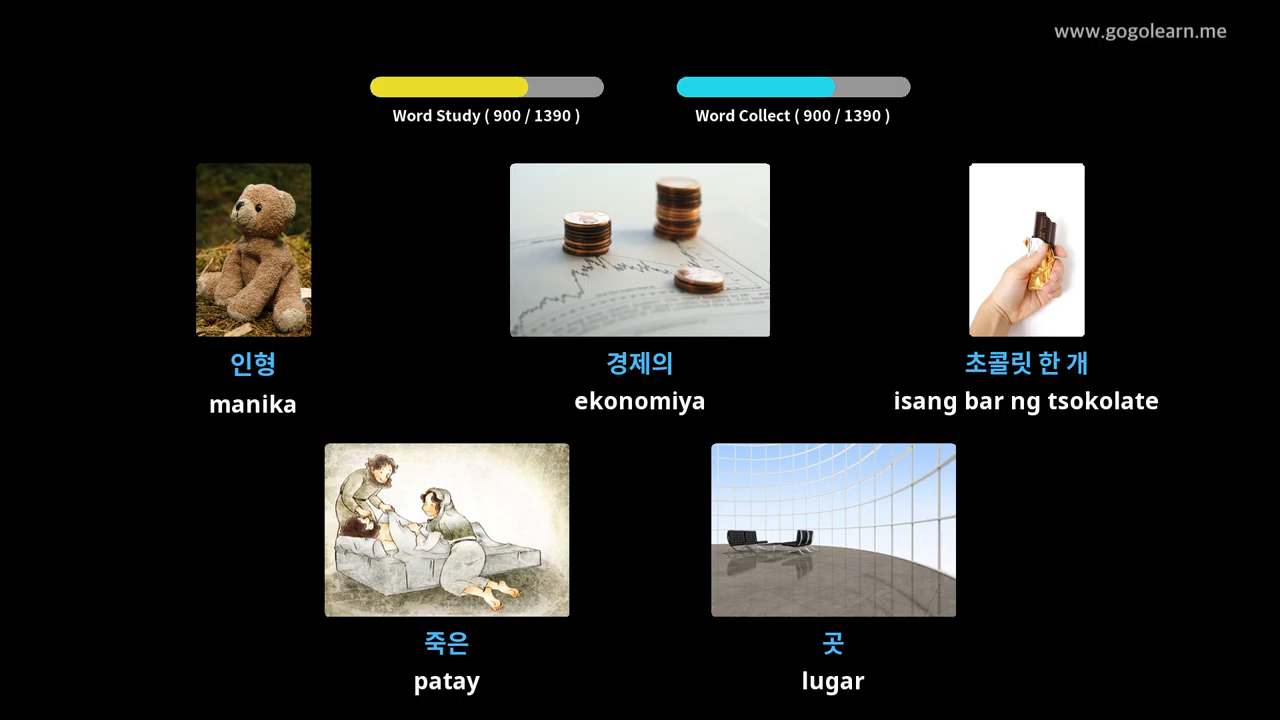 www.gogolearn.me
Word Study ( 900 / 1390 )
Word Collect ( 900 / 1390 )
인형
manika
경제의
ekonomiya
초콜릿 한 개
isang bar ng tsokolate
죽은
patay
곳
lugar